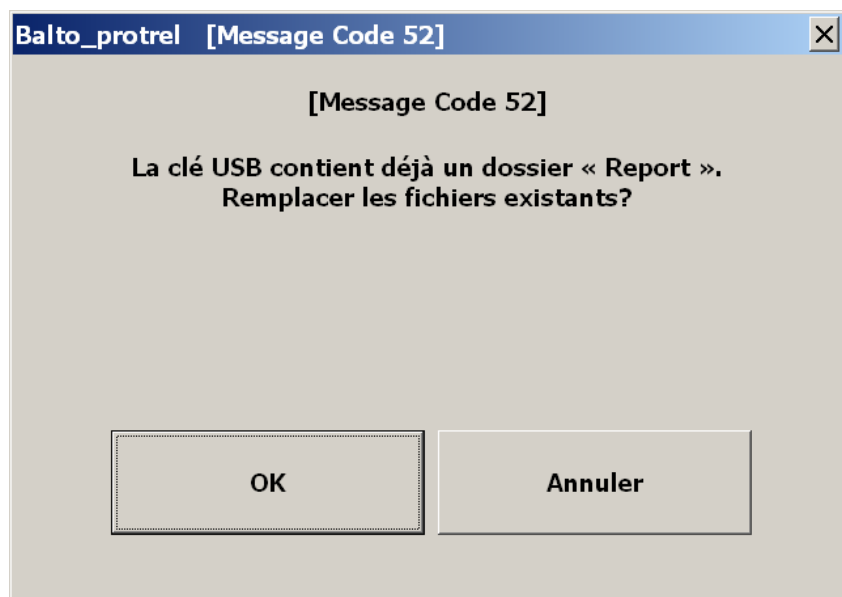 Balto_protrel [Message Code 52]
[Message Code 52]
La clé USB contient déjà un dossier « Report ».
Remplacer les fichiers existants?
OK
Annuler